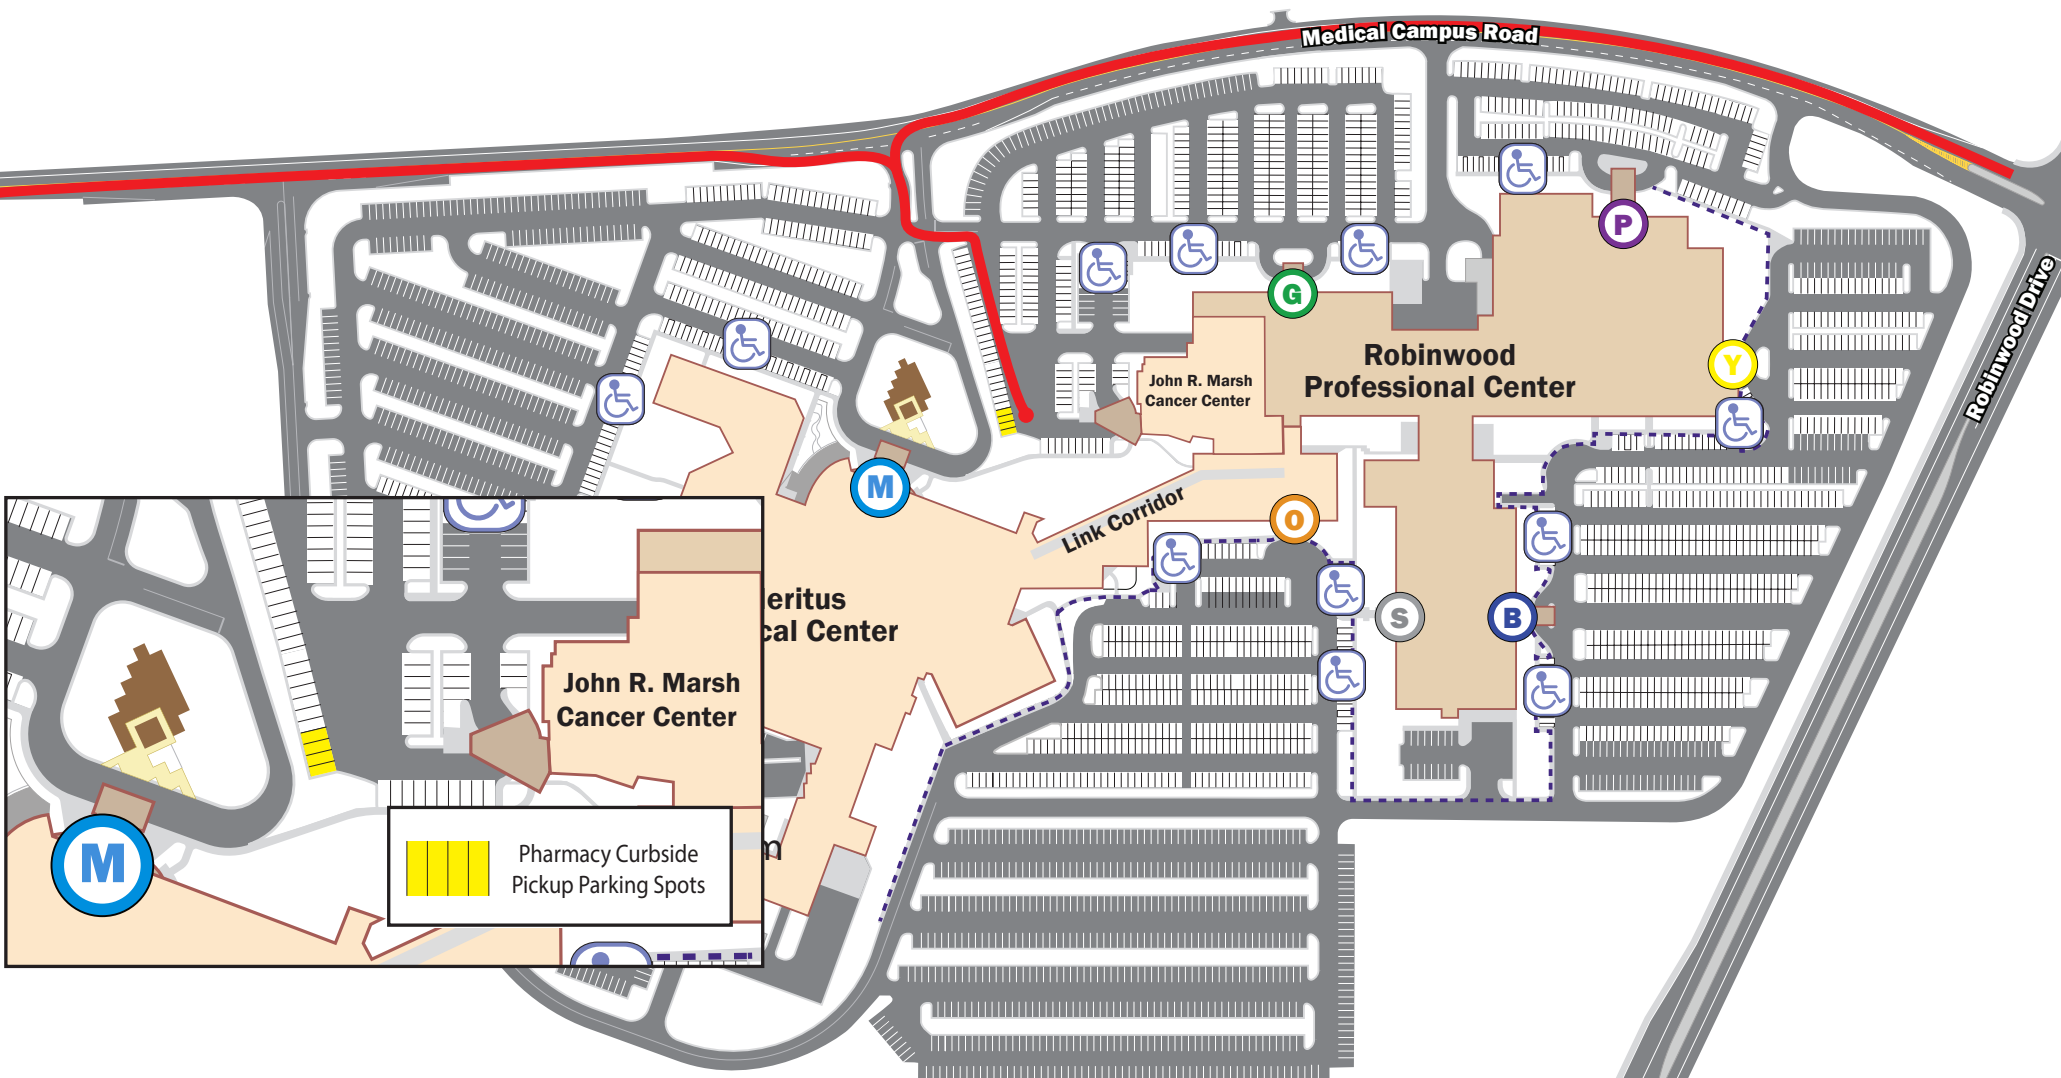 Medical Campus Road
P
G
Robinwood Drive
Robinwood
Professional Center
Y
John R. Marsh
Cancer Center
M
Link Corridor
O
S
B
eritus
cal Center
John R. Marsh
Cancer Center
M
Pharmacy Curbside
Pickup Parking Spots